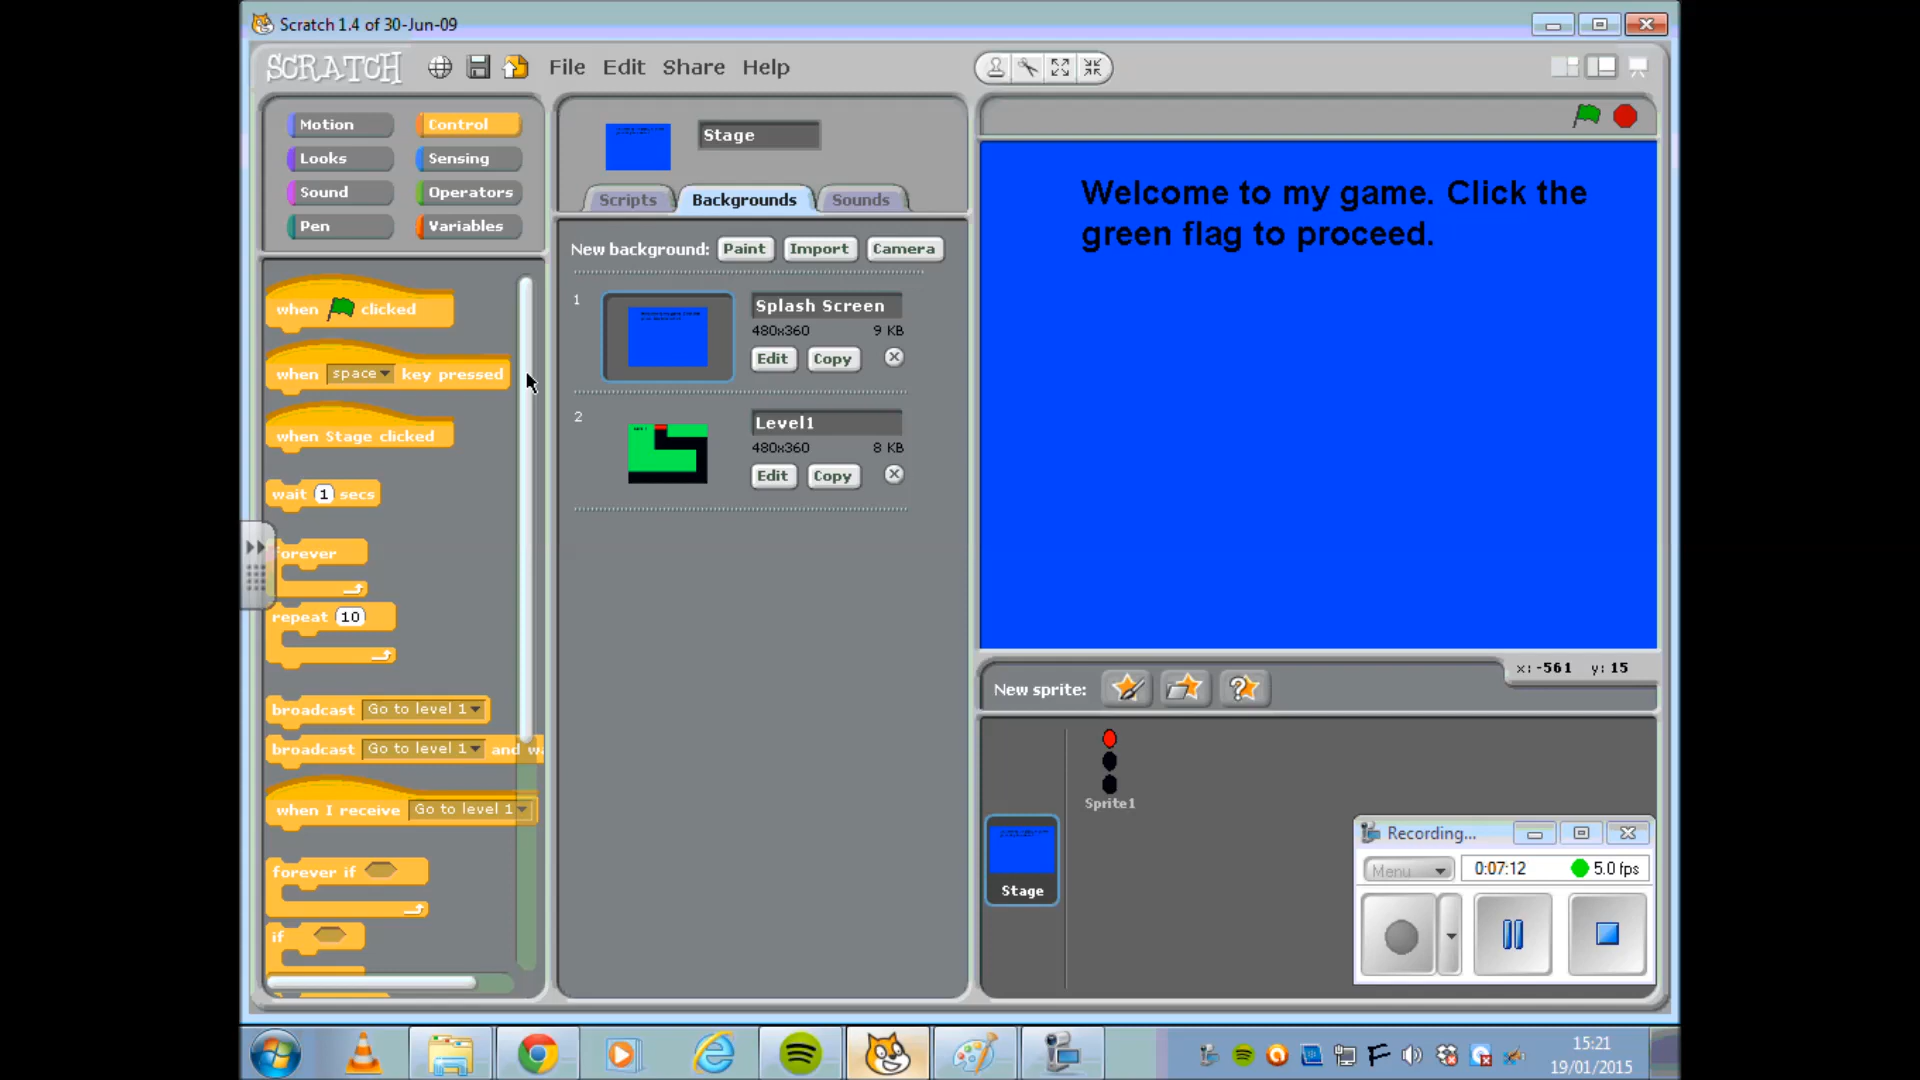 Scratch 1.4 of 30-Jun-09
SCRATCH
File Edit Share Help
Motion
Control
Looks
Sensing
Sound
Operators
Pen
Variables
when clicked
when space key pressed
when Stage clicked
wait 1 secs
forever
repeat 10
broadcast Go to level 1
broadcast Go to level 1 and wa
when I receive Go to level 1
forever if
if
Stage
Scripts
Backgrounds
Sounds
New background: Paint Import Camera
1
Splash Screen
480x360 9 KB
Edit Copy
2
Level1
480x360 8 KB
Edit Copy
Welcome to my game. Click the
green flag to proceed.
x: -561 y: 15
New sprite:
Sprite1
Stage
Recording...
Menu
0:07:12
5.0 fps
15:21
19/01/2015